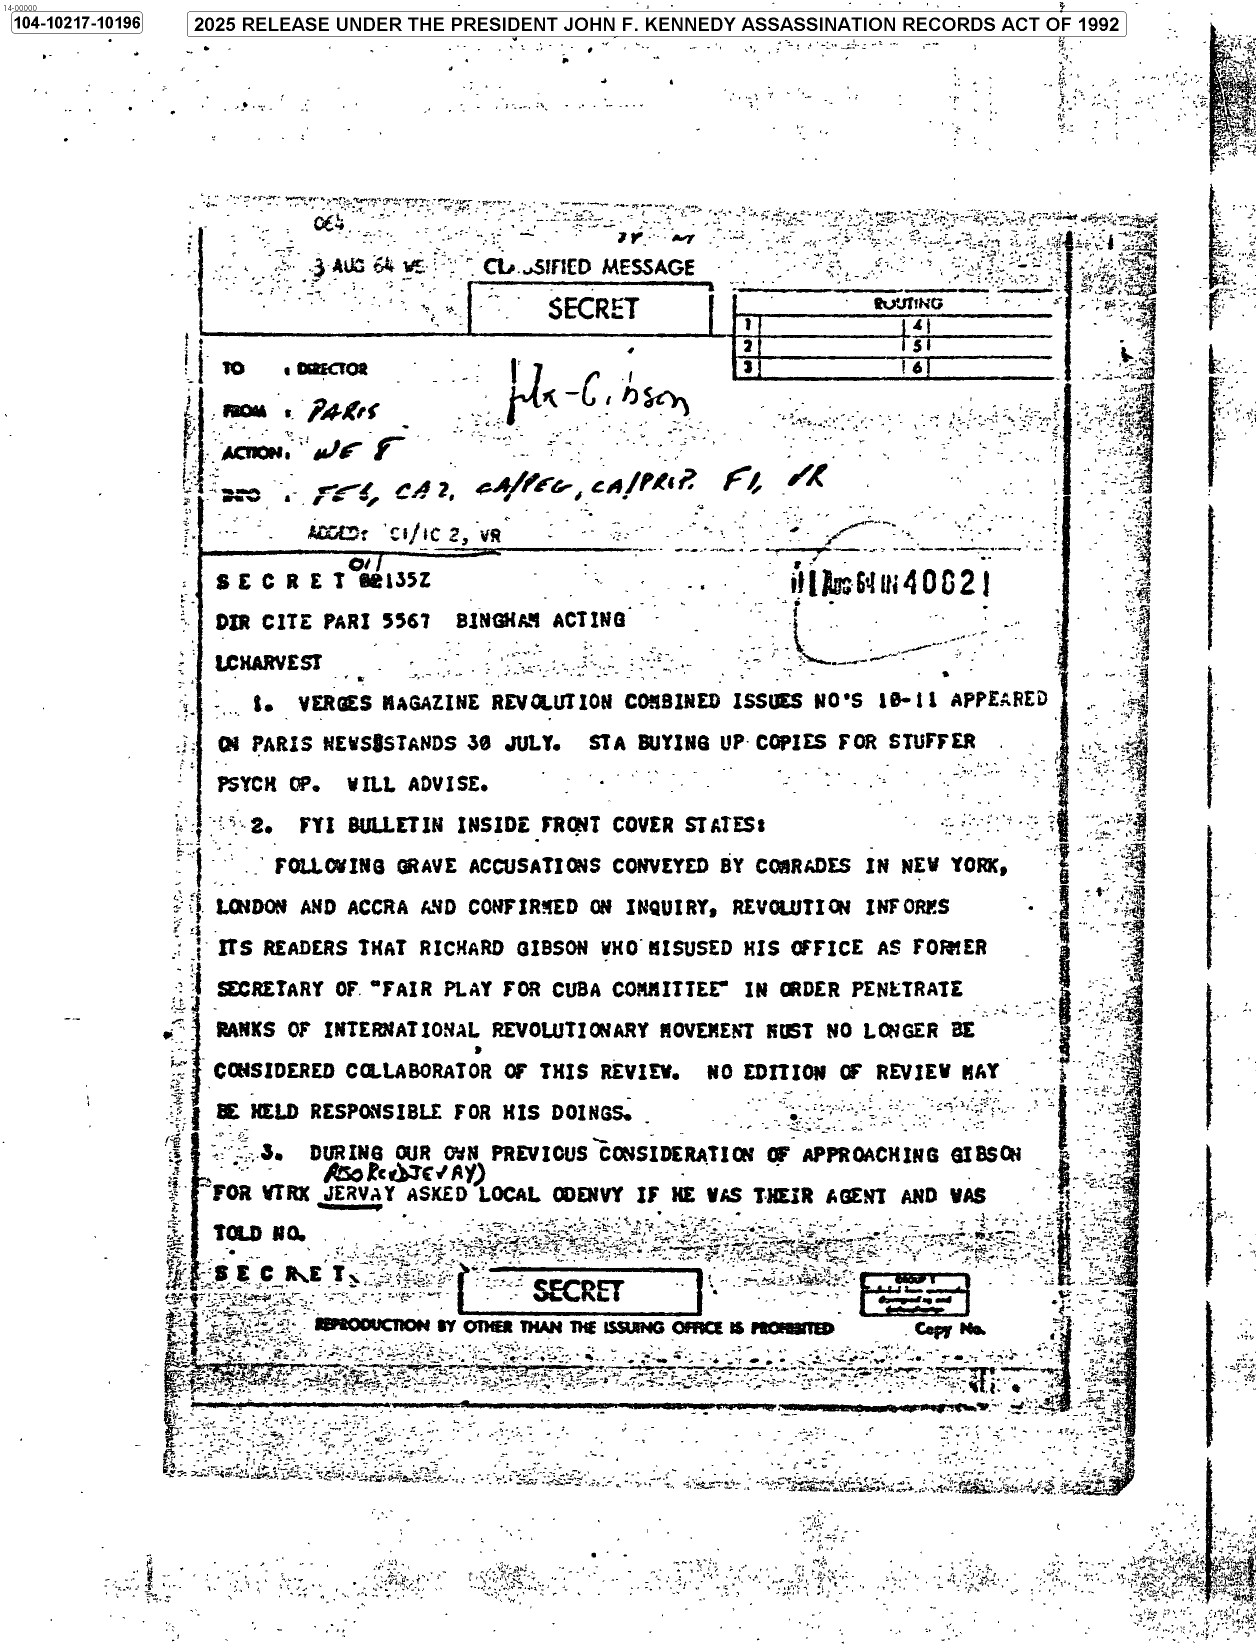 14-00000
104-10217-10196
2025 RELEASE UNDER THE PRESIDENT JOHN F. KENNEDY ASSASSINATION RECORDS ACT OF 1992
3 AUG 64
CLASSIFIED MESSAGE
SECRET
ROUTING
1 4
2 5
3 6
TO : DIRECTOR
FROM : PARIS
-Gibson
ACTION: WE 8
INFO : CA 2, CA/PEG, CA/PROP. FI, VR
ADDED: CI/IC 2, VR
011
S E C R E T 135Z
AUG 64 IN 40821
DIR CITE PARI 5567 BINGHAM ACTING
LCHARVEST
1. VERGES MAGAZINE REVOLUTION COMBINED ISSUES NO'S 10-11 APPEARED
ON PARIS NEWSSSTANDS 30 JULY. STA BUYING UP COPIES FOR STUFFER
PSYCH OP. WILL ADVISE.
2. FYI BULLETIN INSIDE FRONT COVER STATES:
FOLLOWING GRAVE ACCUSATIONS CONVEYED BY COMRADES IN NEW YORK,
LONDON AND ACCRA AND CONFIRMED ON INQUIRY, REVOLUTION INFORMS
ITS READERS THAT RICHARD GIBSON WHO MISUSED HIS OFFICE AS FORMER
SECRETARY OF "FAIR PLAY FOR CUBA COMMITTEE" IN ORDER PENETRATE
RANKS OF INTERNATIONAL REVOLUTIONARY MOVEMENT MUST NO LONGER BE
CONSIDERED COLLABORATOR OF THIS REVIEW. NO EDITION OF REVIEW MAY
BE HELD RESPONSIBLE FOR HIS DOINGS.
3. DURING OUR OWN PREVIOUS CONSIDERATION OF APPROACHING GIBSON
FOR WTRK JERVAY ASKED LOCAL ODENVY IF HE WAS THEIR AGENT AND WAS
TOLD NO.
S E C R E T
SECRET
GROUP 1
REPRODUCTION BY OTHER THAN THE ISSUING OFFICE IS PROHIBITED
Copy No.